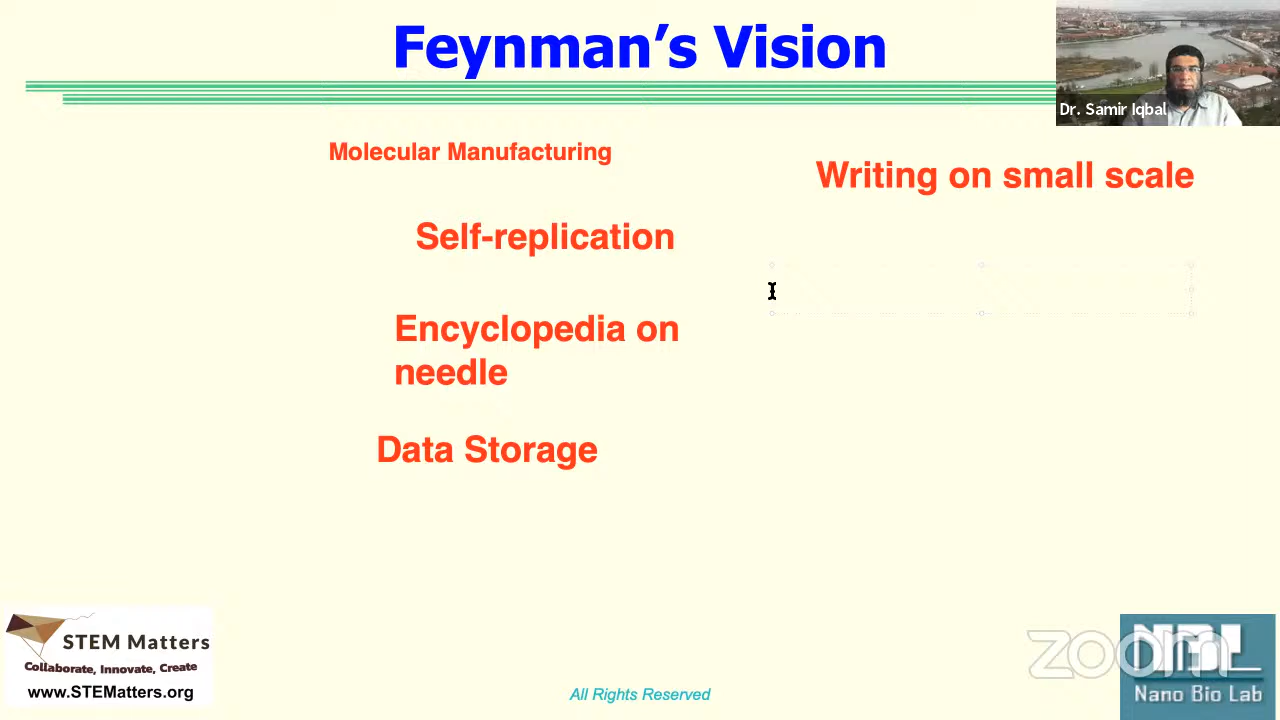 Feynman's Vision
Dr. Samir Iqbal
Molecular Manufacturing
Writing on small scale
Self-replication
Encyclopedia on
needle
Data Storage
STEM Matters
Collaborate, Innovate, Create
www.STEMatters.org
All Rights Reserved
zoom
NBL
Nano Bio Lab